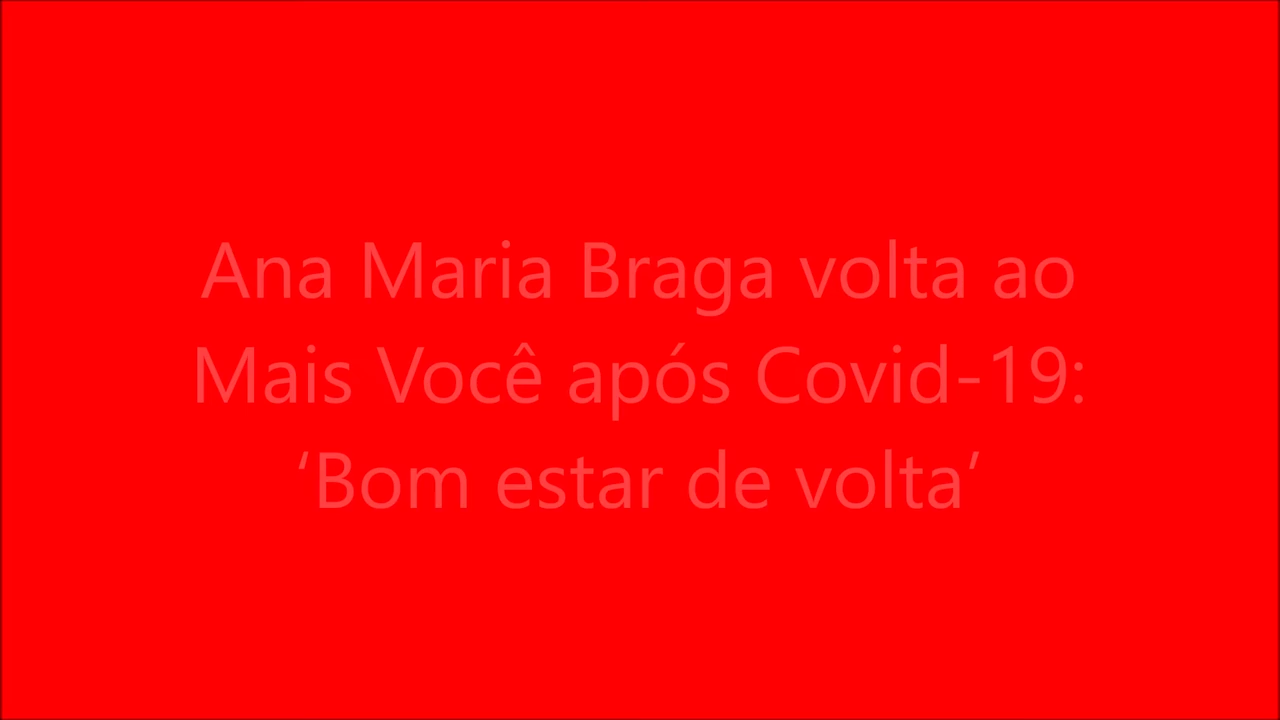 Ana Maria Braga volta ao
Mais Você após Covid-19:
‘Bom estar de volta’